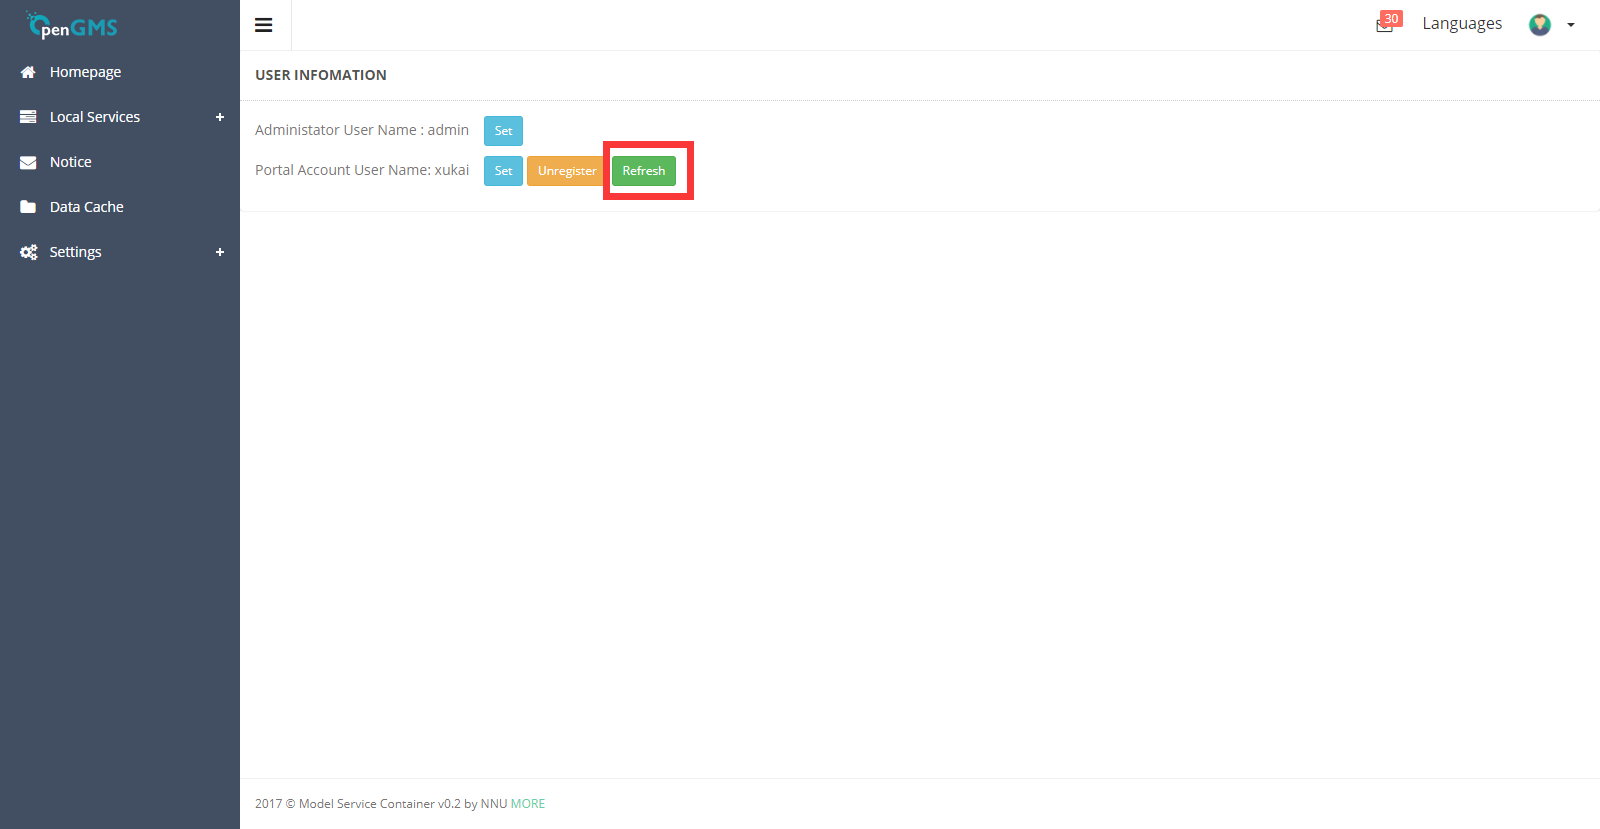 OpenGMS
30
Languages
Homepage
Local Services
Notice
Data Cache
Settings
USER INFOMATION
Administator User Name : admin Set
Portal Account User Name: xukai Set Unregister Refresh
2017 © Model Service Container v0.2 by NNU MORE